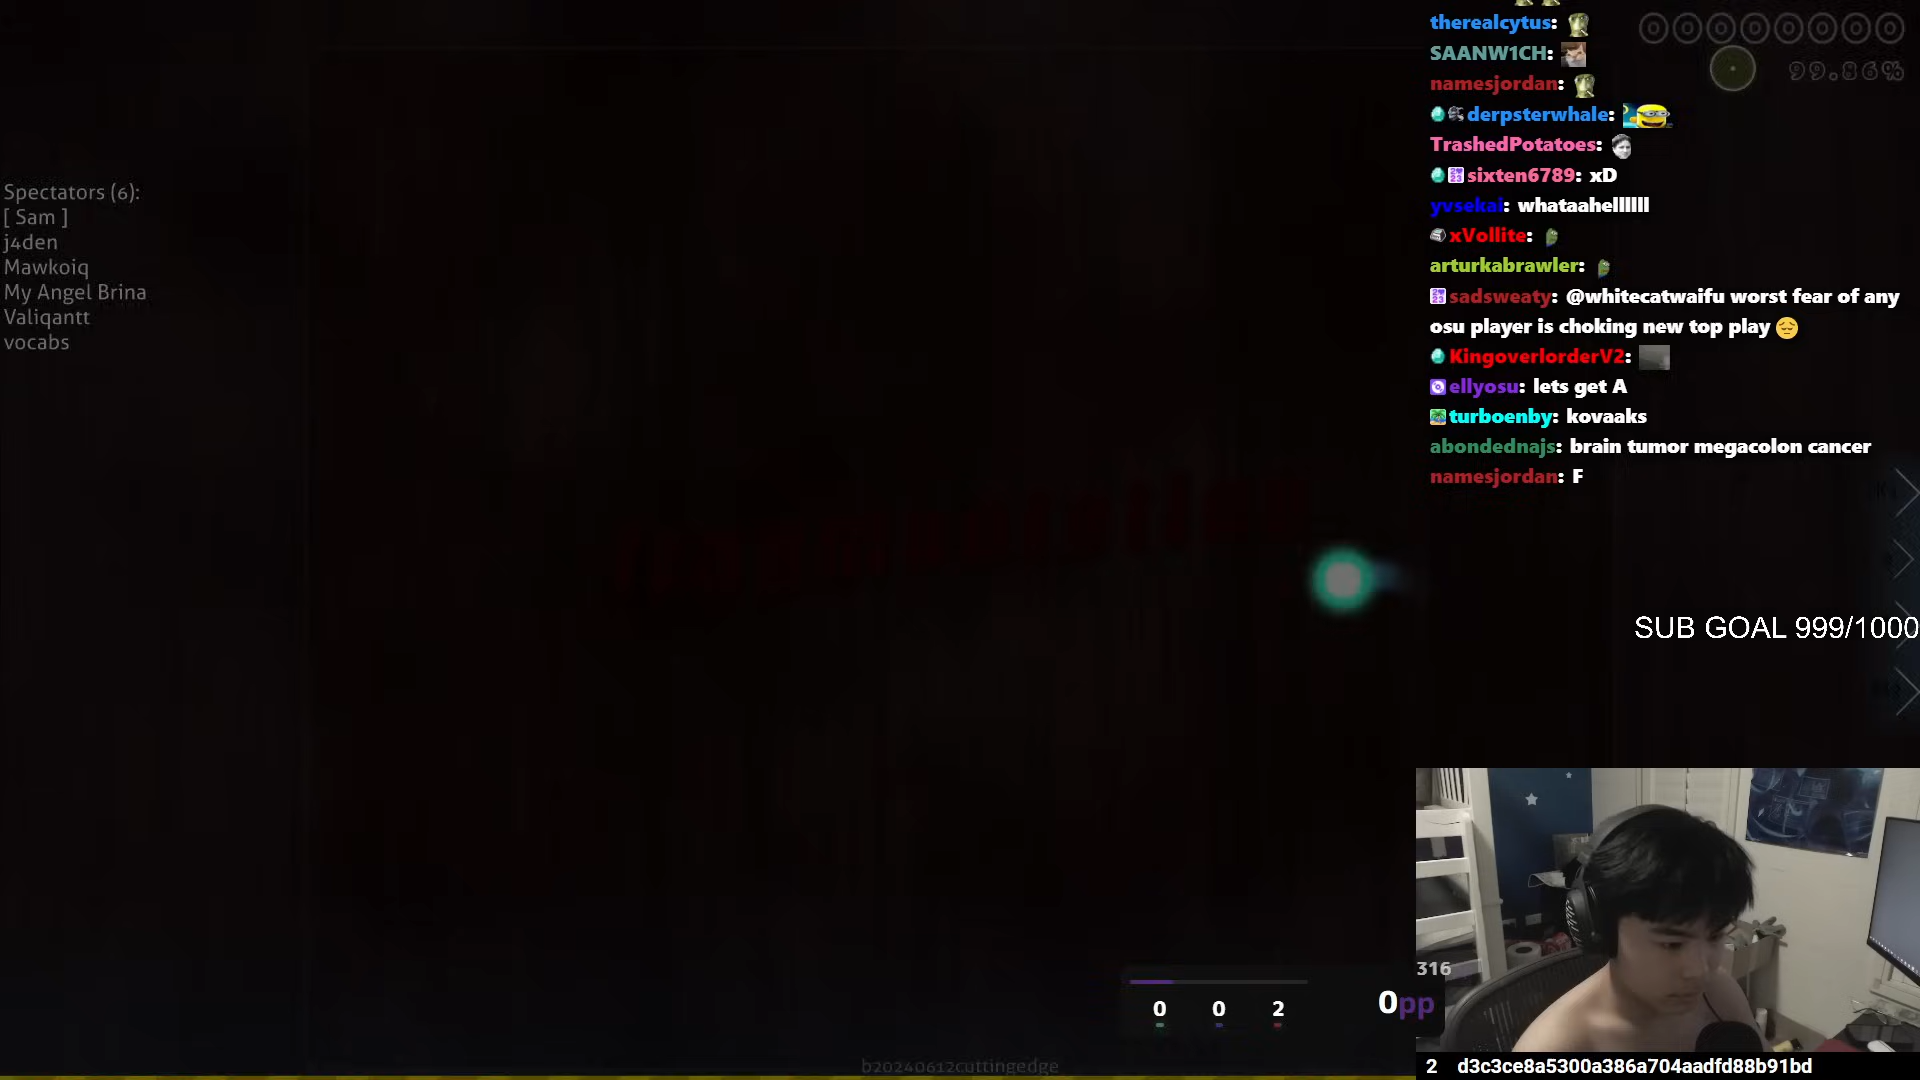 therealcytus:
SAANW1CH:
namesjordan:
derpsterwhale:
TrashedPotatoes:
sixten6789: xD
yvsekai: whataahellllll
xVollite:
arturkabrawler:
sadsweaty: @whitecatwaifu worst fear of any
osu player is choking new top play
KingoverlorderV2:
ellyosu: lets get A
turboenby: kovaaks
abondednajs: brain tumor megacolon cancer
namesjordan: F
00000000
99.86%
Spectators (6):
[ Sam ]
j4den
Mawkoiq
My Angel Brina
Valiqantt
vocabs
SUB GOAL 999/1000
316
0 0 2
0pp
b20240612cuttingedge
2 d3c3ce8a5300a386a704aadfd88b91bd